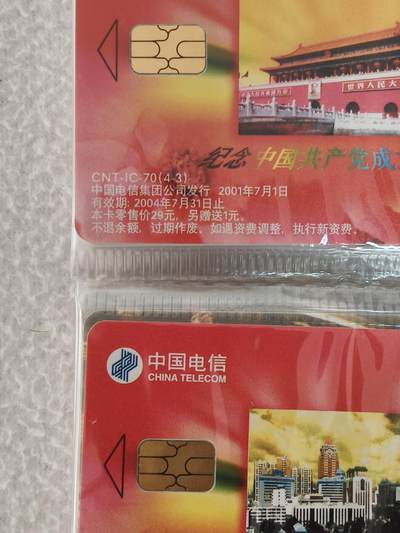 世界人民大
纪念 中国共产党成
CNT-IC-70(4-3)
中国电信集团公司发行 2001年7月1日
有效期: 2004年7月31日止
本卡零售价29元, 另赠送1元。
不退余额, 过期作废。如遇资费调整, 执行新资费。
中国电信
CHINA TELECOM